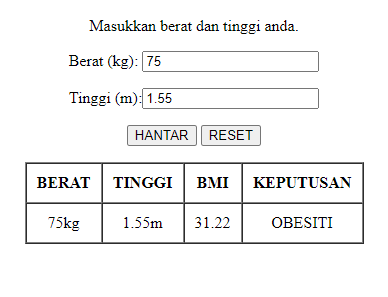 Masukkan berat dan tinggi anda.
Berat (kg): 75
Tinggi (m): 1.55
HANTAR RESET
BERAT TINGGI BMI KEPUTUSAN
75kg 1.55m 31.22 OBESITI